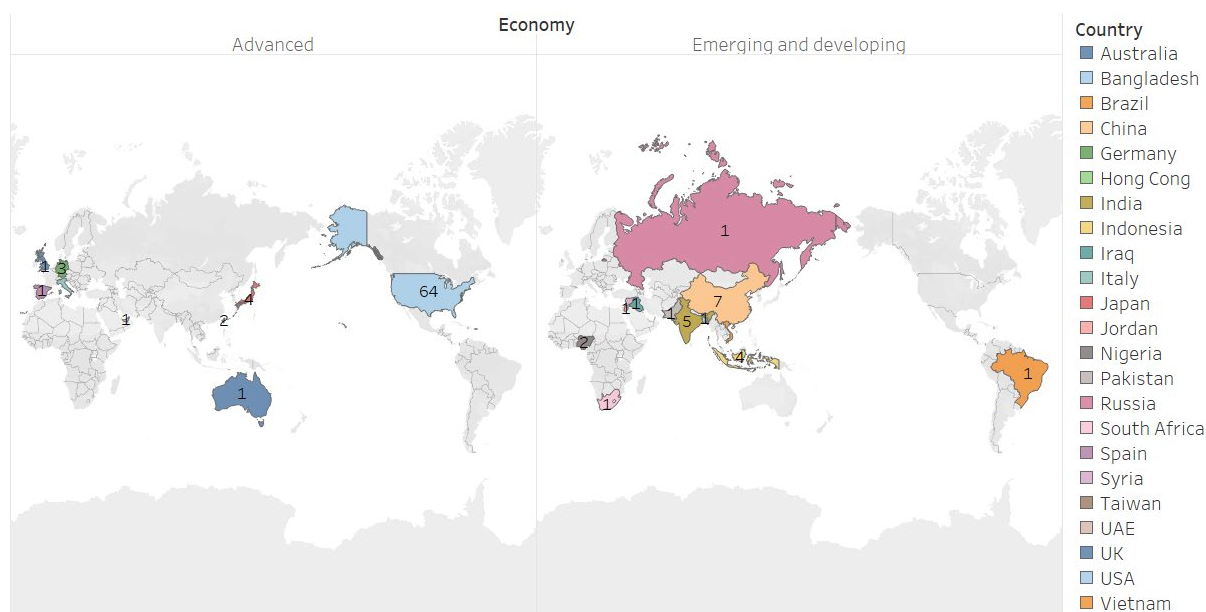 Economy
Advanced
Emerging and developing
1
3
1
1
2
4
64
1
1
7
1
1
1
5
1
4
2
1
1
Country
Australia
Bangladesh
Brazil
China
Germany
Hong Cong
India
Indonesia
Iraq
Italy
Japan
Jordan
Nigeria
Pakistan
Russia
South Africa
Spain
Syria
Taiwan
UAE
UK
USA
Vietnam